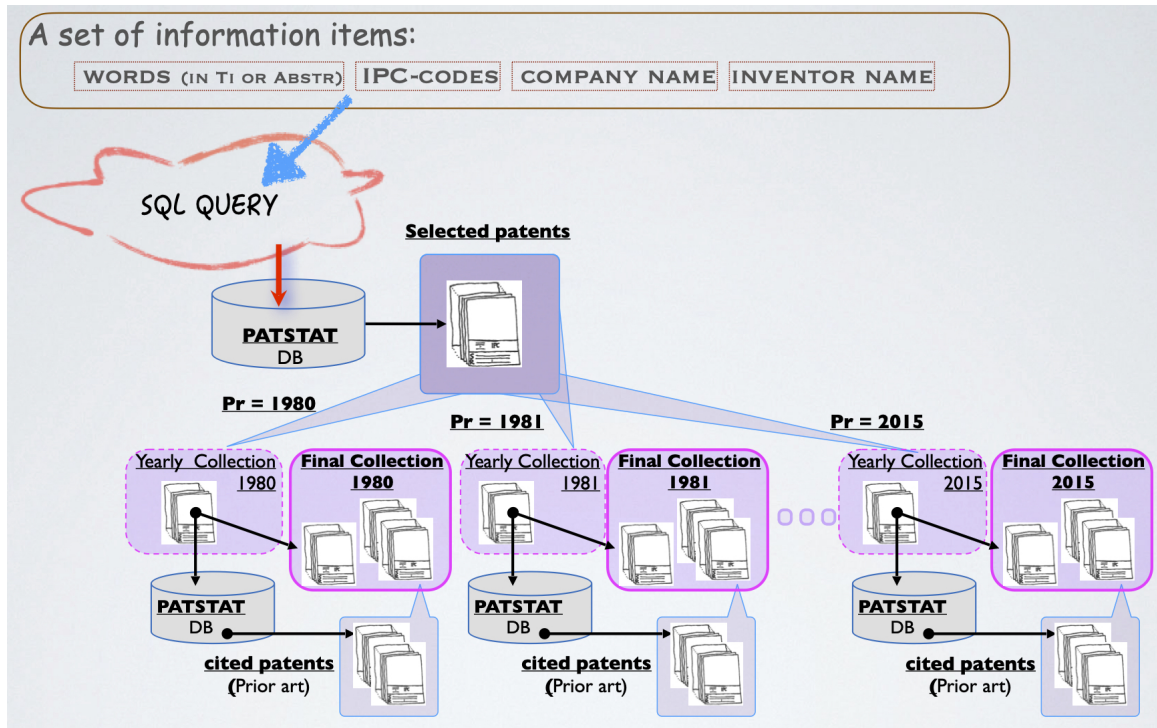 A set of information items:
WORDS (IN TI OR ABSTR) IPC-CODES COMPANY NAME INVENTOR NAME
SQL QUERY
Selected patents
PATSTAT
DB
Pr = 1980
Pr = 1981
Pr = 2015
Yearly Collection
1980
Final Collection
1980
Yearly Collection
1981
Final Collection
1981
Yearly Collection
2015
Final Collection
2015
PATSTAT
DB
cited patents
(Prior art)
PATSTAT
DB
cited patents
(Prior art)
PATSTAT
DB
cited patents
(Prior art)